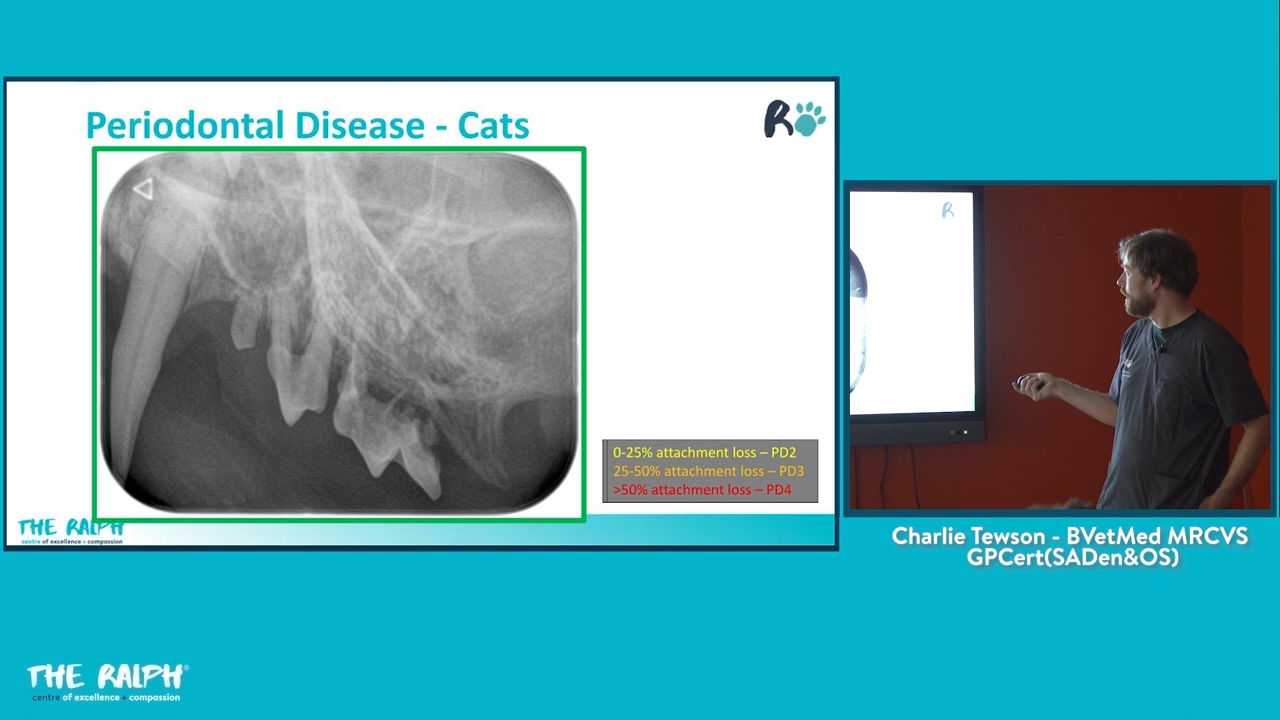 Periodontal Disease - Cats
R
0-25% attachment loss – PD2
25-50% attachment loss – PD3
>50% attachment loss – PD4
THE RALPH
centre of excellence + compassion
R
Charlie Tewson - BVetMed MRCVS
GPCert(SADen&OS)
THE RALPH®
centre of excellence + compassion